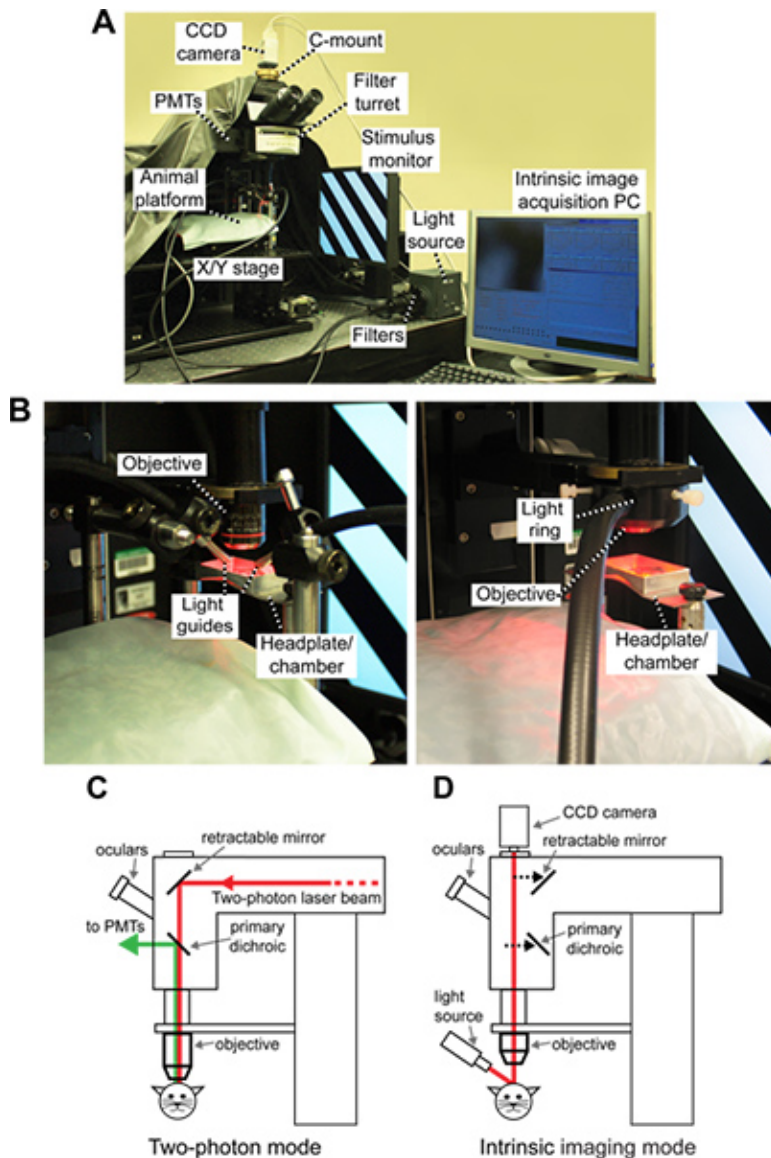 A
CCD
camera
C-mount
Filter
turret
PMTs
Stimulus
monitor
Animal
platform
Intrinsic image
acquisition PC
Light
source
X/Y stage
Filters
B
Objective
Light
guides
Headplate/
chamber
Light
ring
Objective
Headplate/
chamber
C
retractable mirror
oculars
Two-photon laser beam
to PMTs
primary
dichroic
objective
Two-photon mode
D
CCD camera
retractable mirror
oculars
primary
dichroic
light
source
objective
Intrinsic imaging mode